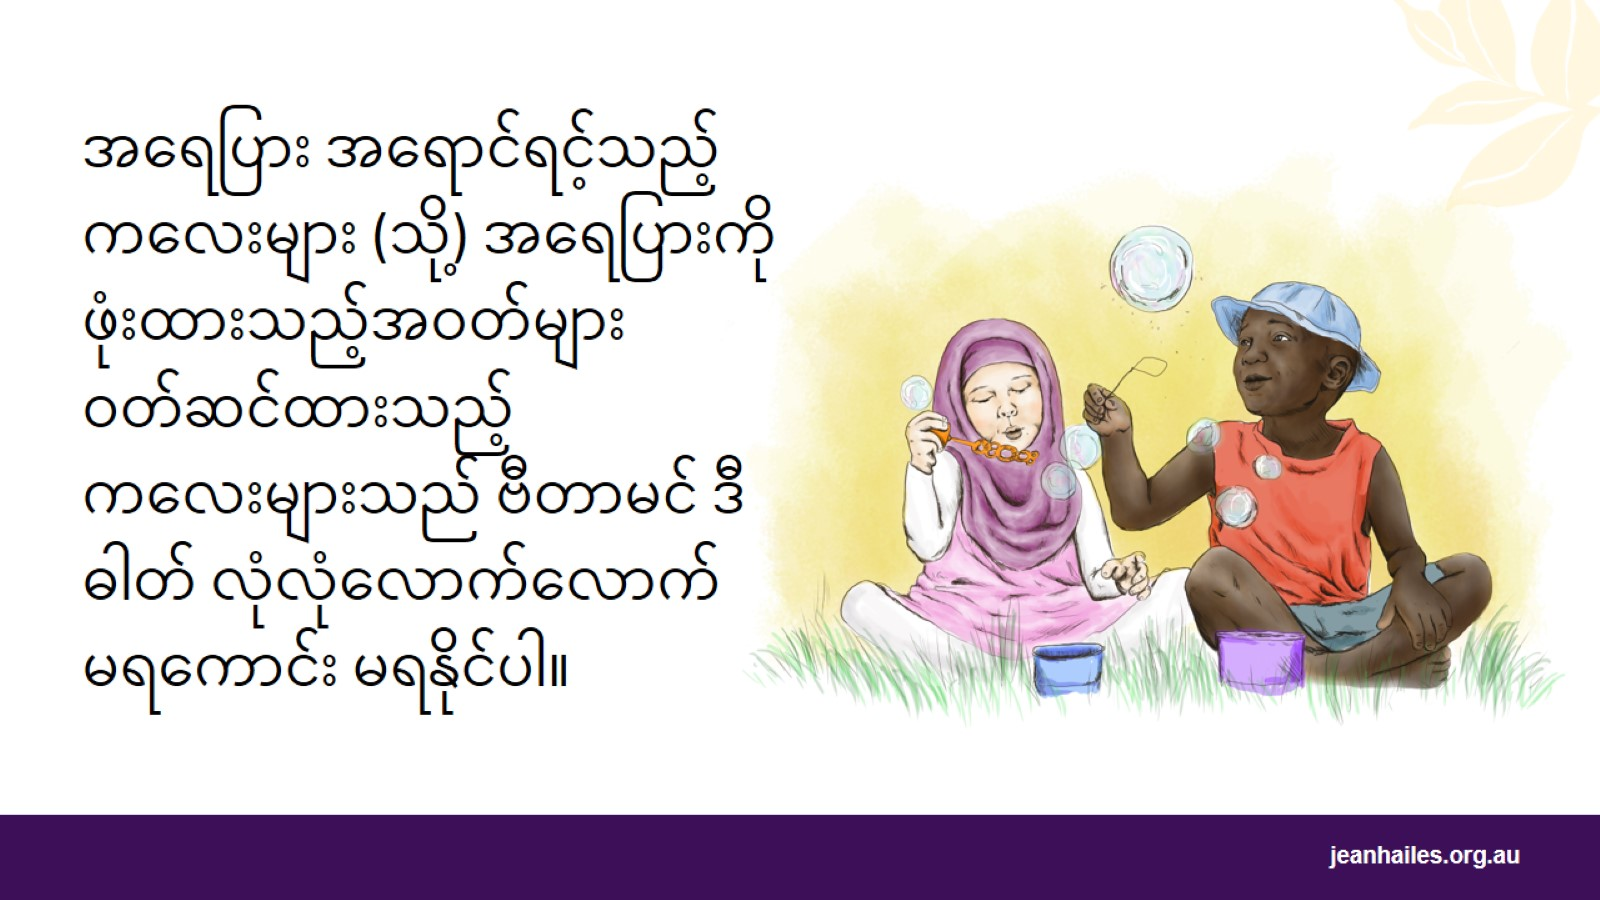 အရေပြား အရောင်ရင့်သည့်
ကလေးများ (သို့) အရေပြားကို
ဖုံးထားသည့်အဝတ်များ
ဝတ်ဆင်ထားသည့်
ကလေးများသည် ဗီတာမင် ဒီ
ဓါတ် လုံလုံလောက်လောက်
မရကောင်း မရနိုင်ပါ။
jeanhailes.org.au